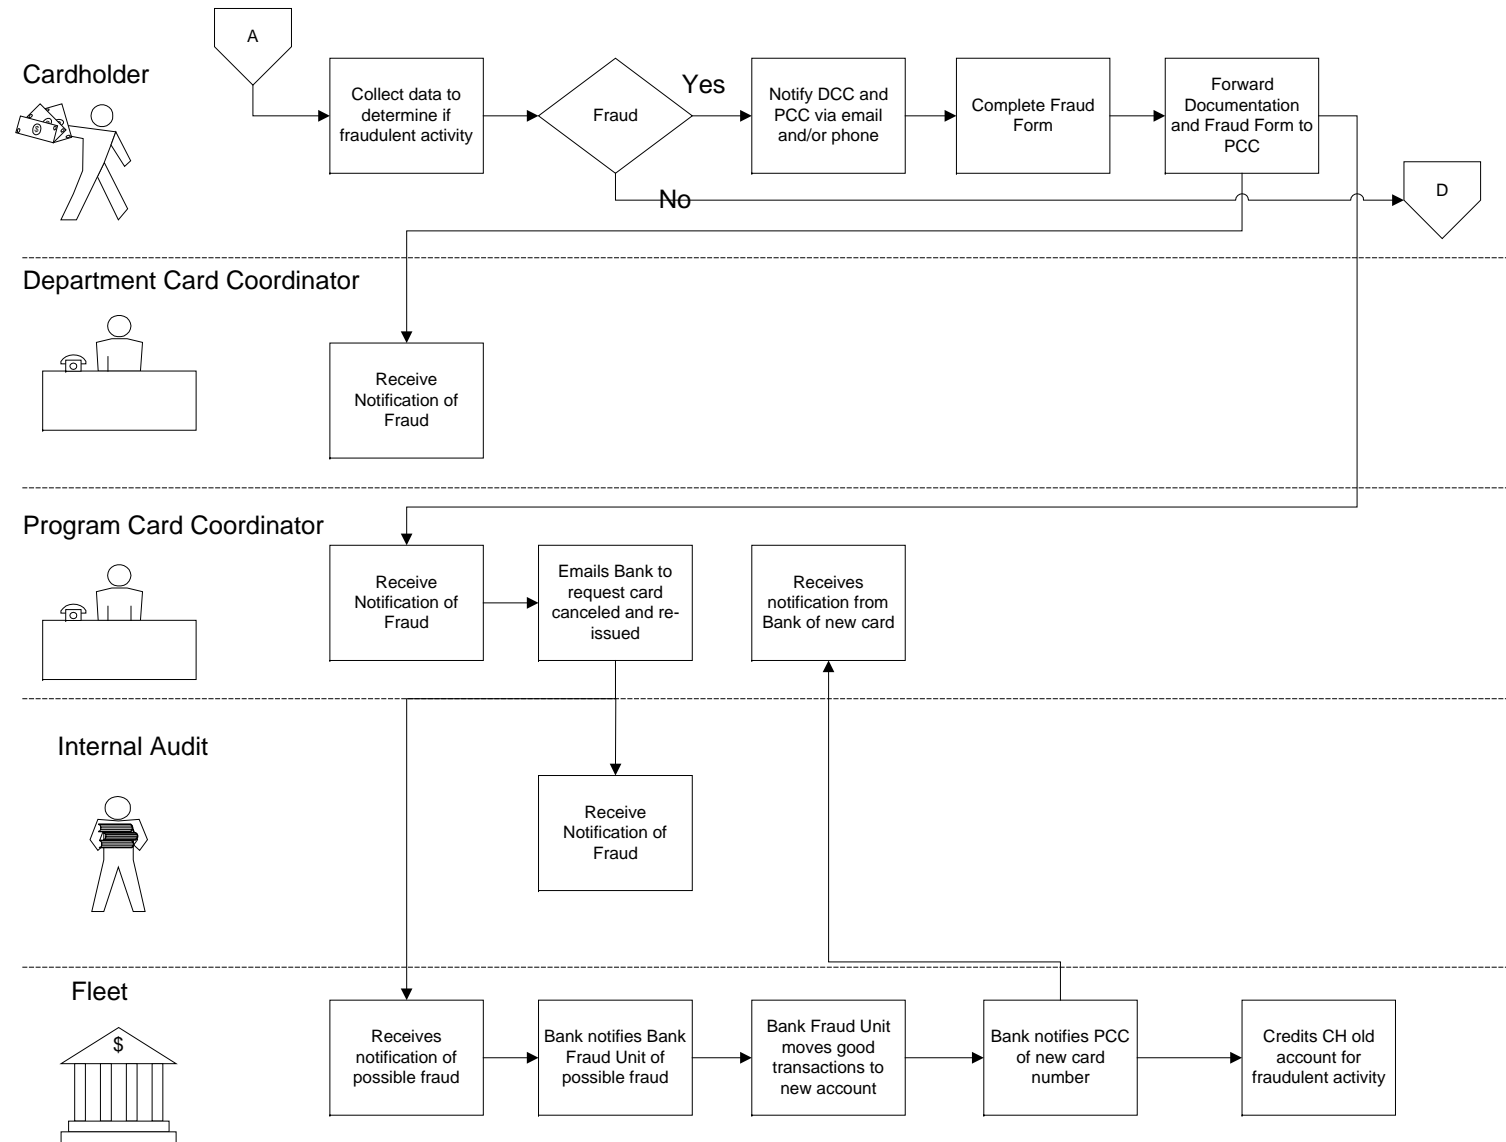 A
Cardholder
Collect data to
determine if
fraudulent activity
Fraud
Yes
No
Notify DCC and
PCC via email
and/or phone
Complete Fraud
Form
Forward
Documentation
and Fraud Form to
PCC
D
Department Card Coordinator
Receive
Notification of
Fraud
Program Card Coordinator
Receive
Notification of
Fraud
Emails Bank to
request card
canceled and re-
issued
Receives
notification from
Bank of new card
Internal Audit
Receive
Notification of
Fraud
Fleet
$
Receives
notification of
possible fraud
Bank notifies Bank
Fraud Unit of
possible fraud
Bank Fraud Unit
moves good
transactions to
new account
Bank notifies PCC
of new card
number
Credits CH old
account for
fraudulent activity